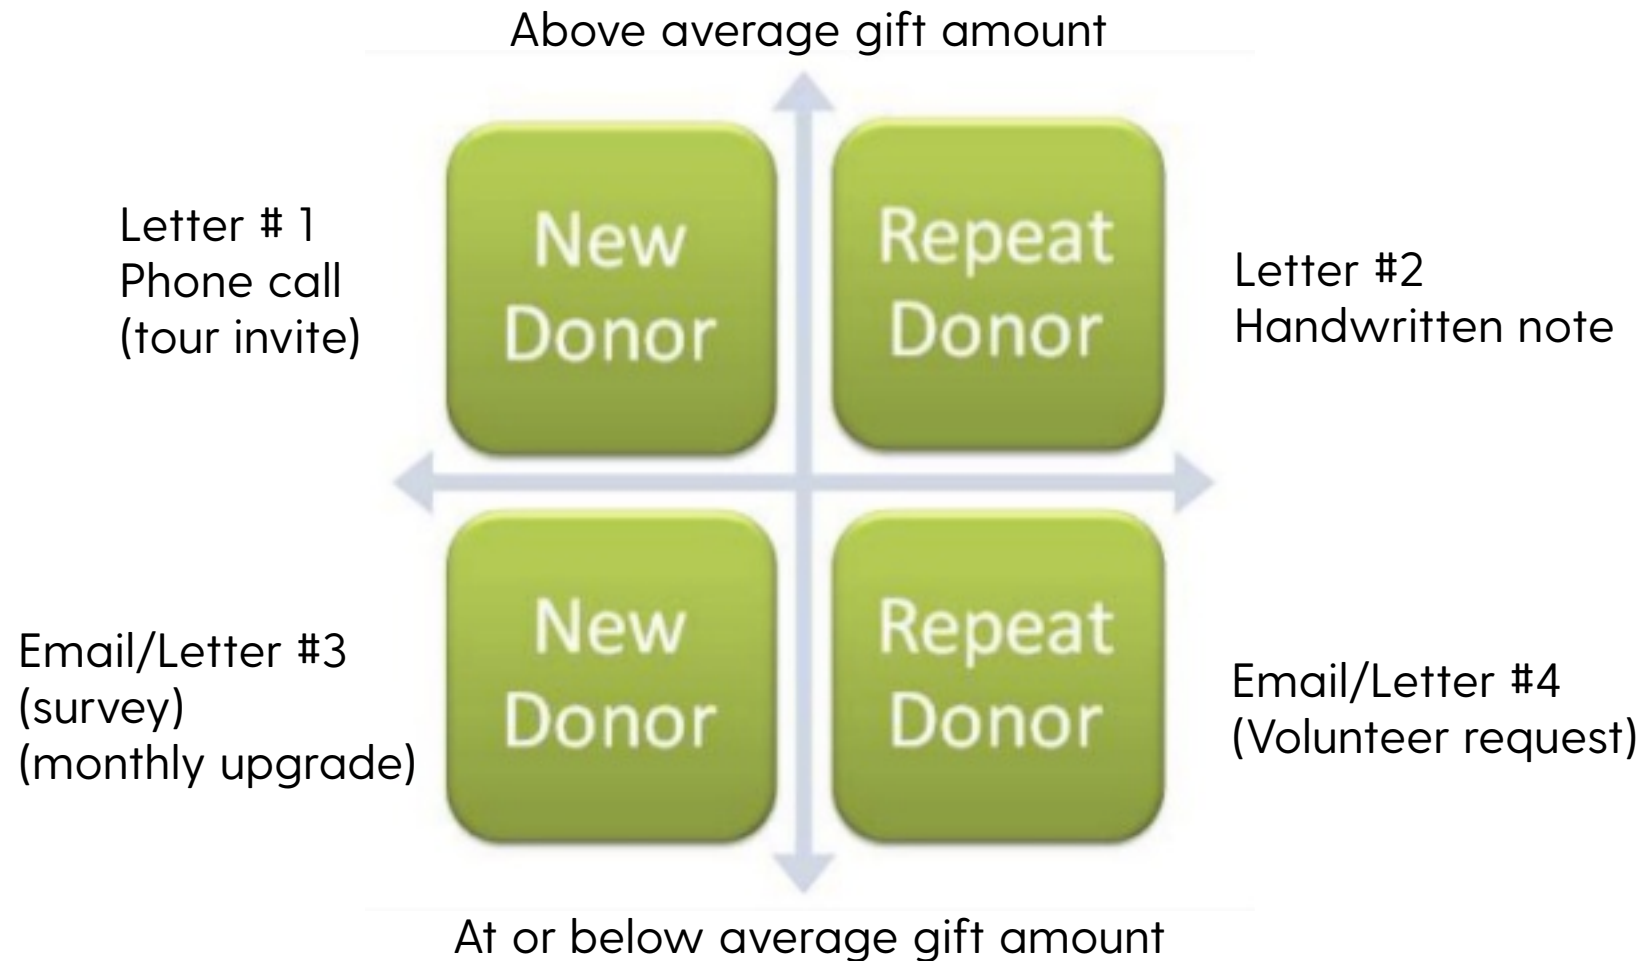 Above average gift amount
Letter # 1
Phone call
(tour invite)
New
Donor
Repeat
Donor
Letter #2
Handwritten note
Email/Letter #3
(survey)
(monthly upgrade)
New
Donor
Repeat
Donor
Email/Letter #4
(Volunteer request)
At or below average gift amount